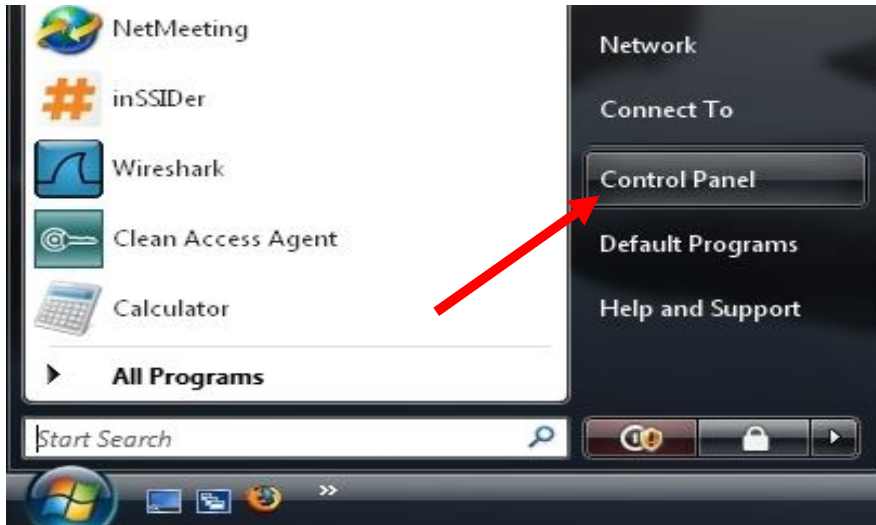 NetMeeting
inSSIDer
Wireshark
Clean Access Agent
Calculator
All Programs
Start Search
Network
Connect To
Control Panel
Default Programs
Help and Support
»